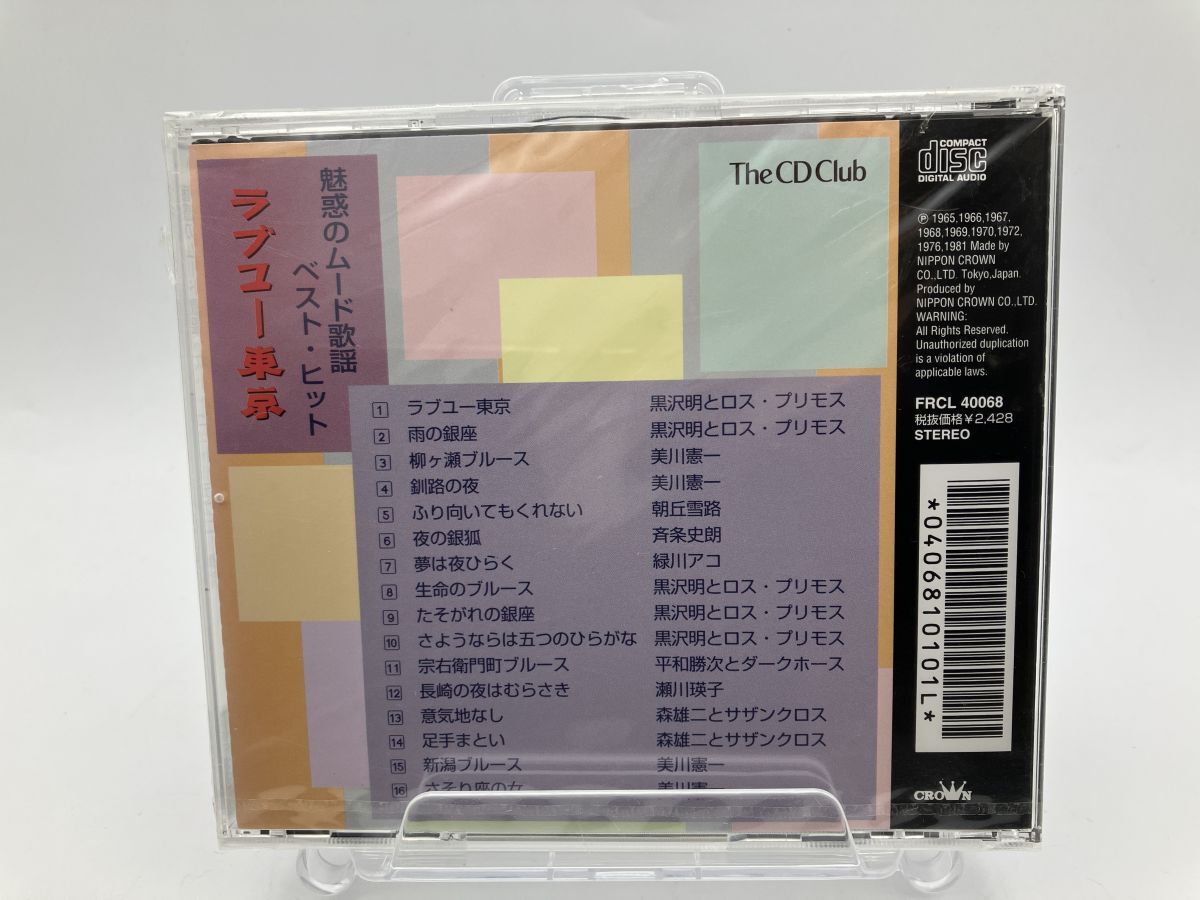 魅惑のムード歌謡
ベスト・ヒット
ラブユー東京
The CD Club
1 ラブユー東京 黒沢明とロス・プリモス
2 雨の銀座 黒沢明とロス・プリモス
3 柳ヶ瀬ブルース 美川憲一
4 釧路の夜 美川憲一
5 ふり向いてもくれない 朝丘雪路
6 夜の銀狐 斉条史朗
7 夢は夜ひらく 緑川アコ
8 生命のブルース 黒沢明とロス・プリモス
9 たそがれの銀座 黒沢明とロス・プリモス
10 さようならは五つのひらがな 黒沢明とロス・プリモス
11 宗右衛門町ブルース 平和勝次とダークホース
12 長崎の夜はむらさき 瀬川瑛子
13 意気地なし 森雄二とサザンクロス
14 足手まとい 森雄二とサザンクロス
15 新潟ブルース 美川憲一
16 さそり座の女 美川憲一
COMPACT
disc
DIGITAL AUDIO
℗ 1965.1966,1967,
1968,1969.1970,1972,
1976,1981 Made by
NIPPON CROWN
CO.,LTD. Tokyo,Japan.
Produced by
NIPPON CROWN CO.,LTD.
WARNING:
All Rights Reserved.
Unauthorized duplication
is a violation of
applicable laws.
FRCL 40068
税抜価格￥2,428
STEREO
*0406810101L*
CROWN